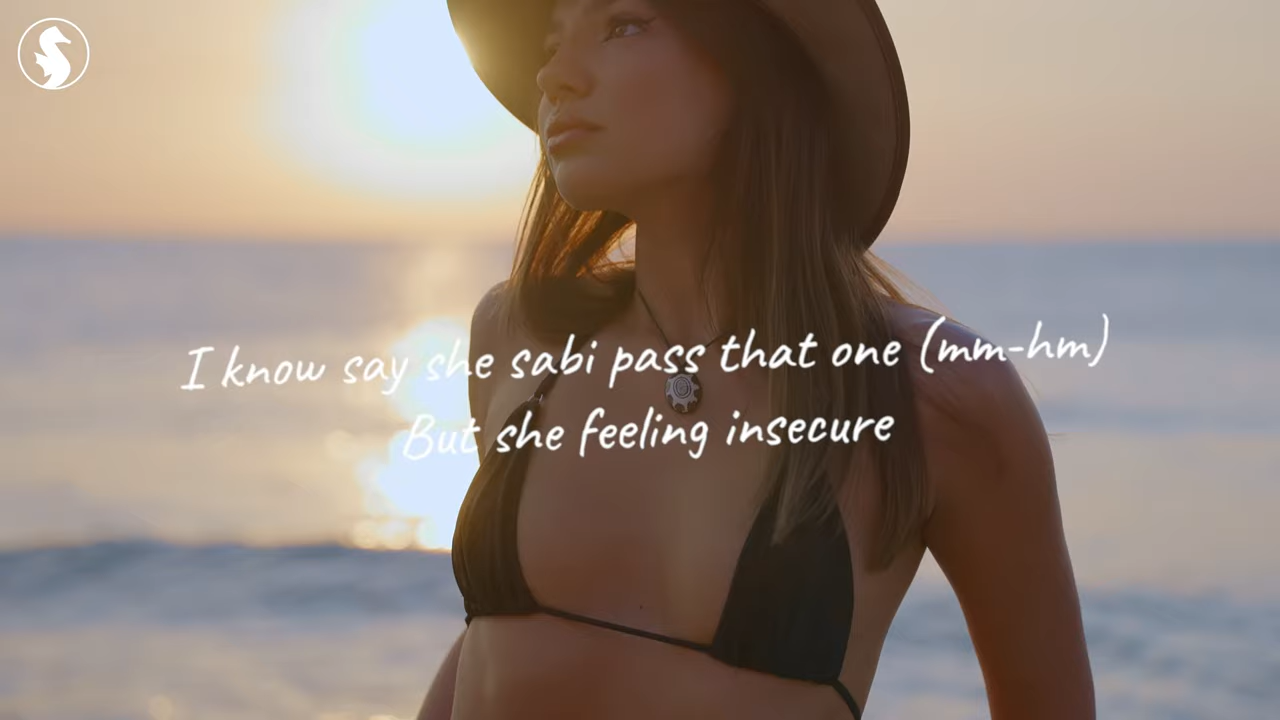 I know say she sabi pass that one (mm-hm)
But she feeling insecure